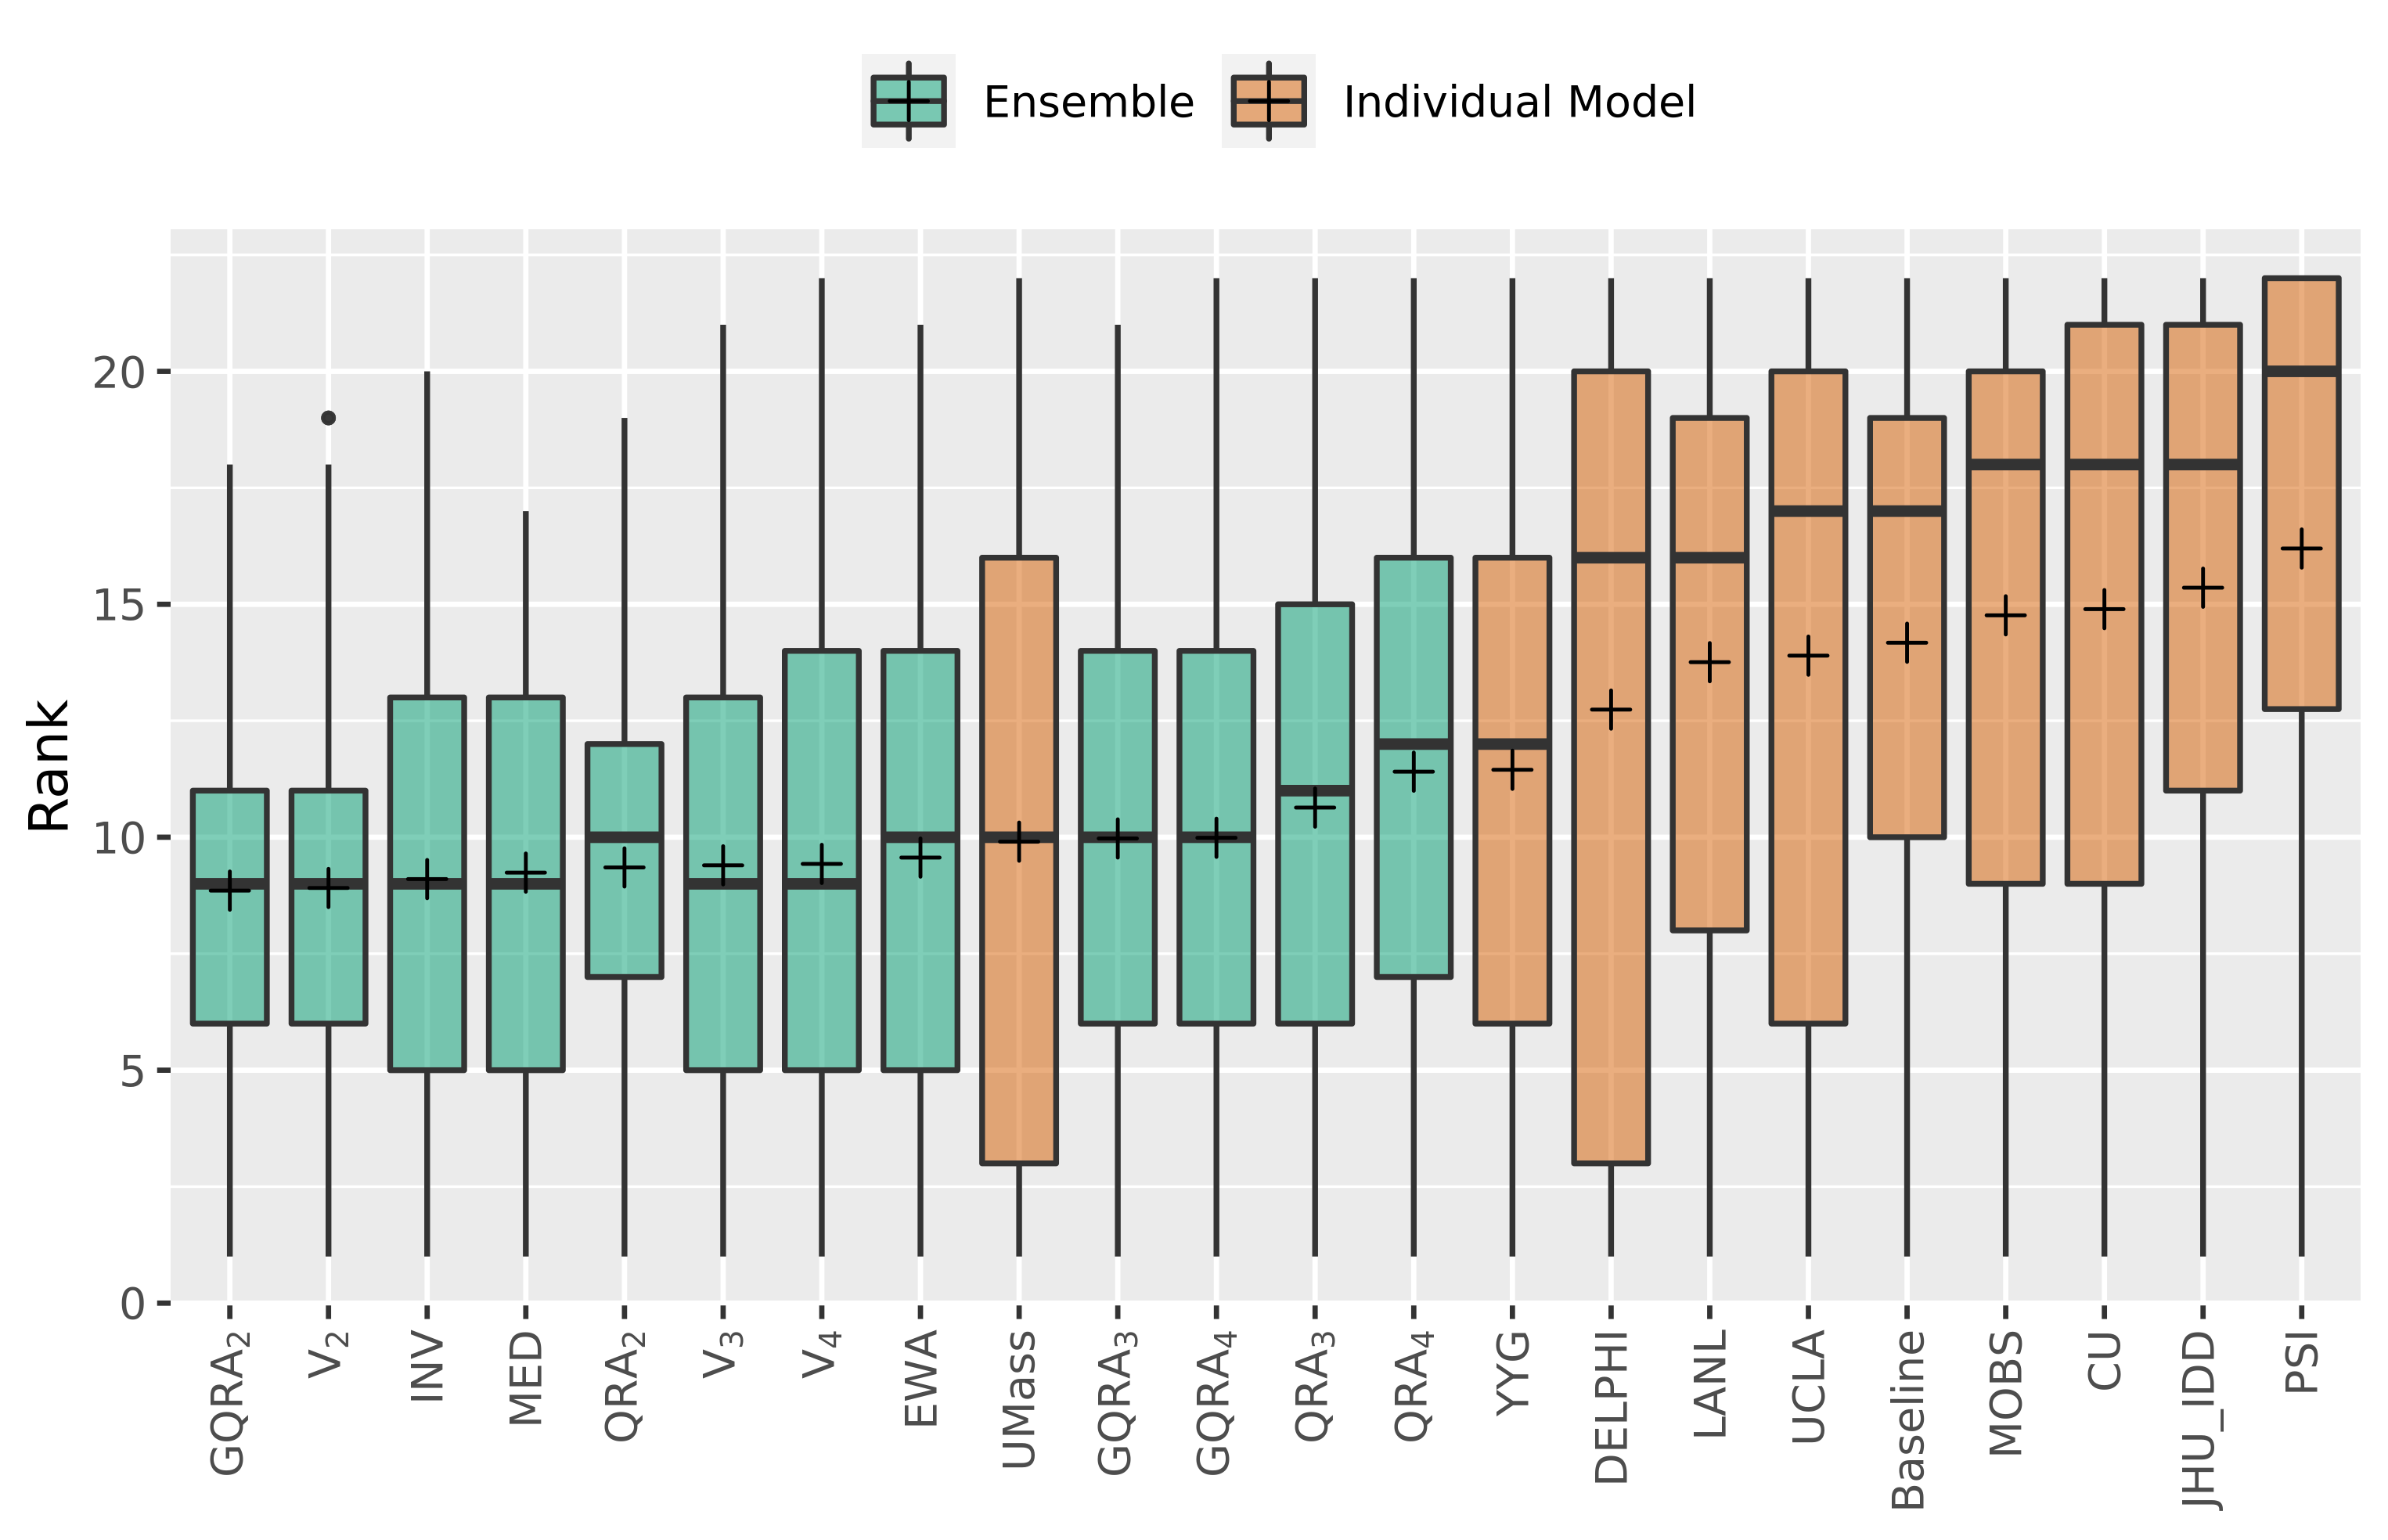 Ensemble Individual Model
Rank
20
15
10
5
0
GQRA₂
V₂
INV
MED
QRA₂
V₃
V₄
EWA
UMass
GQRA₃
GQRA₄
QRA₃
QRA₄
YYG
DELPHI
LANL
UCLA
Baseline
MOBS
CU
JHU_IDD
PSI